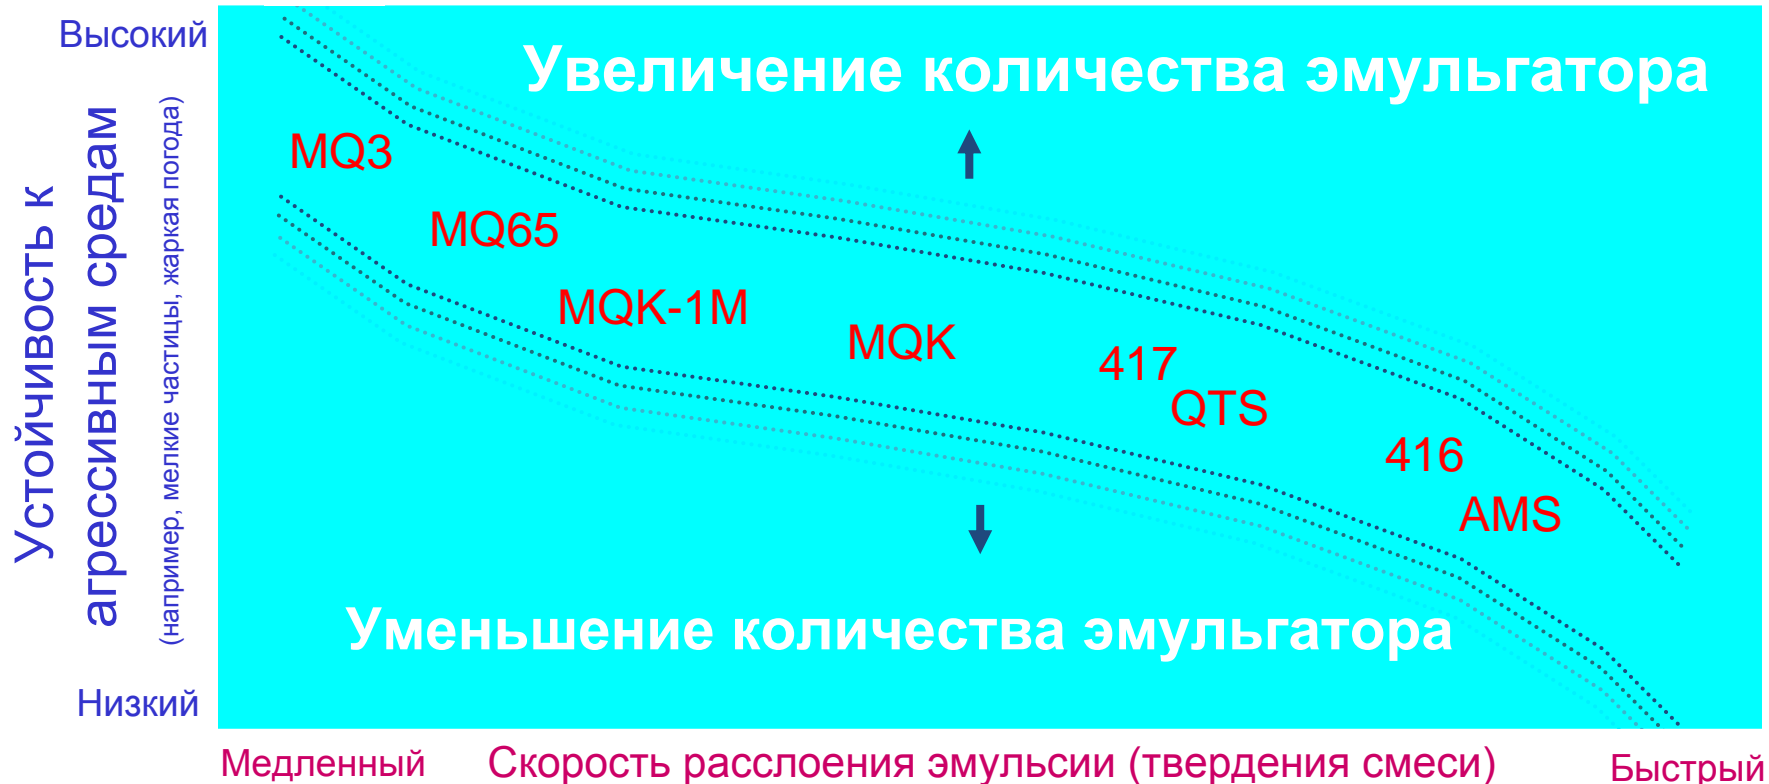 Высокий
Устойчивость к
агрессивным средам
(например, мелкие частицы, жаркая погода)
Низкий
Увеличение количества эмульгатора
MQ3
MQ65
MQK-1M
MQK
417
QTS
416
AMS
Уменьшение количества эмульгатора
Медленный
Скорость расслоения эмульсии (твердения смеси)
Быстрый